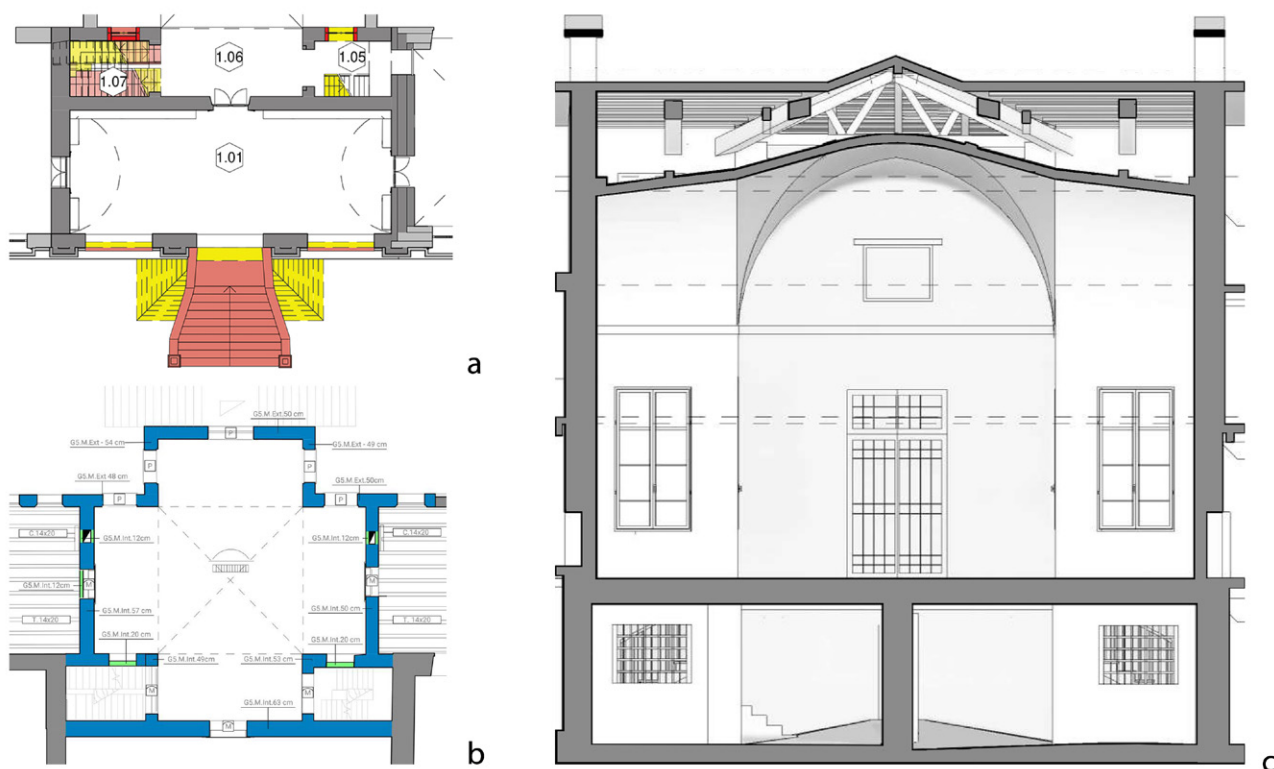 1.06
1.05
1.07
1.01
a
G5.M.Ext.50 cm
G5.M.Ext - 54 cm
G5.M.Ext - 49 cm
P
G5.M.Ext 48 cm
G5.M.Ext.50cm
P
P
P
P
C.14x20
G5.M.Int.12cm
G5.M.Int.12cm
C.14x20
G5.M.Int.12cm
M
M
G5.M.Int.57 cm
G5.M.Int.50 cm
T. 14x20
T. 14x20
G5.M.Int.20 cm
G5.M.Int.20 cm
G5.M.Int.49cm
G5.M.Int.53 cm
M
M
G5.M.Int.63 cm
M
b
c